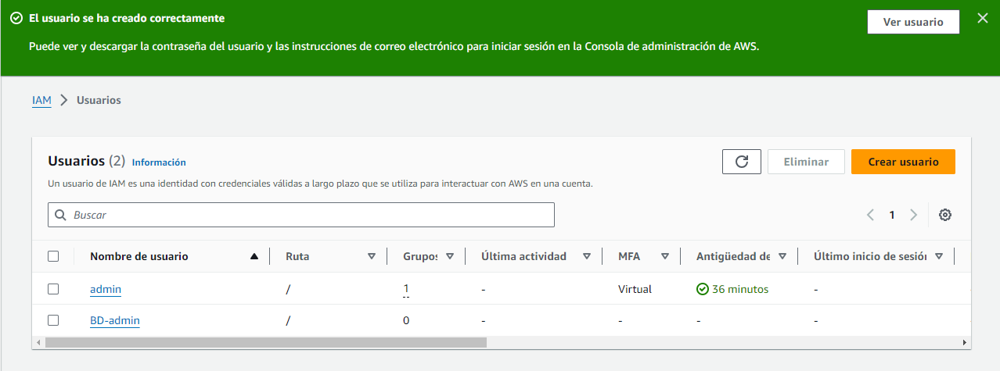 El usuario se ha creado correctamente
Ver usuario
Puede ver y descargar la contraseña del usuario y las instrucciones de correo electrónico para iniciar sesión en la Consola de administración de AWS.
IAM > Usuarios
Usuarios (2) Información
Eliminar
Crear usuario
Un usuario de IAM es una identidad con credenciales válidas a largo plazo que se utiliza para interactuar con AWS en una cuenta.
Buscar
1
Nombre de usuario Ruta Grupos Última actividad MFA Antigüedad de Último inicio de sesión
admin / 1 - Virtual 36 minutos -
BD-admin / 0 - - - -